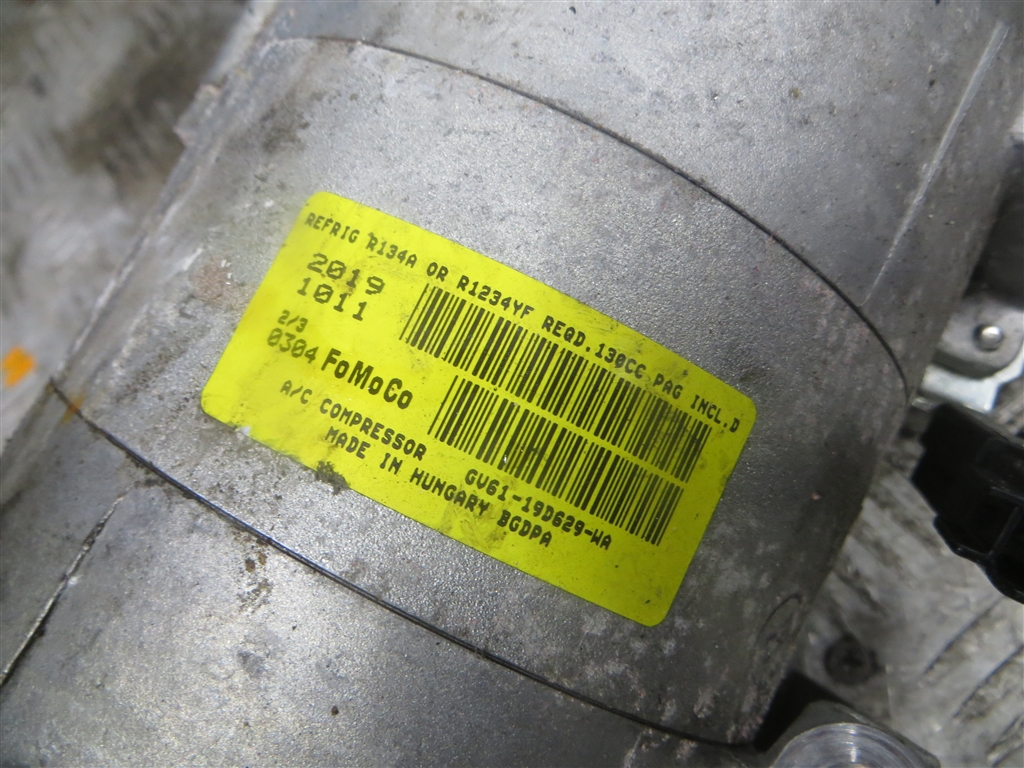 REFRIG R134A OR R1234YF REQD.130CC PAG INCL.D
2019
1011
2/3
0304 FoMoCo
A/C COMPRESSOR GV61-19D629-WA
MADE IN HUNGARY BGDPA